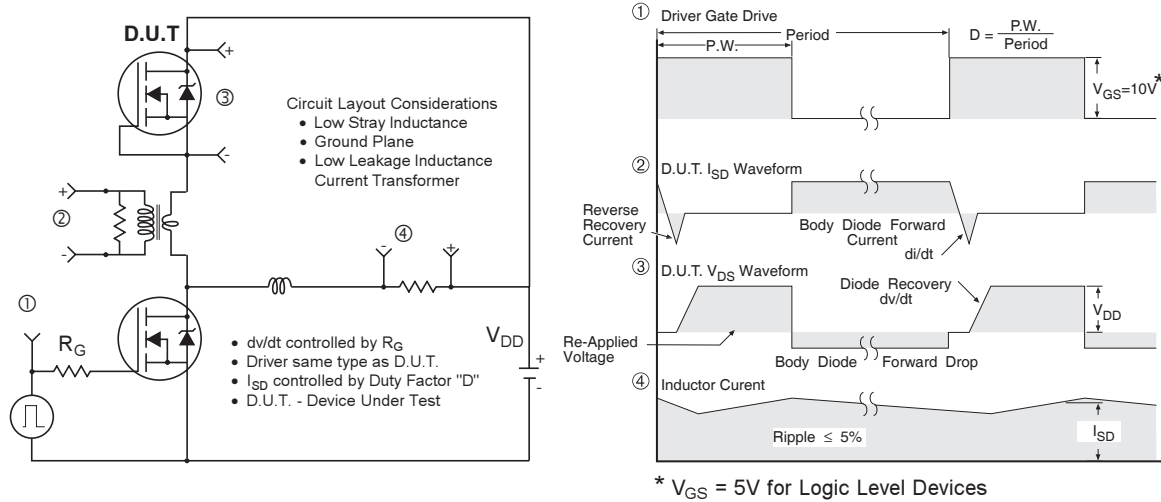 D.U.T
+
③
-
Circuit Layout Considerations
• Low Stray Inductance
• Ground Plane
• Low Leakage Inductance
Current Transformer
+
②
-
④
- +
①
R_G
• dv/dt controlled by R_G
• Driver same type as D.U.T.
• I_SD controlled by Duty Factor "D"
• D.U.T. - Device Under Test
V_DD
+
-
① Driver Gate Drive
P.W.
Period
D = P.W. / Period
V_GS=10V*
② D.U.T. I_SD Waveform
Reverse
Recovery
Current
Body Diode Forward
Current
di/dt
③ D.U.T. V_DS Waveform
Diode Recovery
dv/dt
V_DD
Re-Applied
Voltage
Body Diode Forward Drop
④ Inductor Curent
Ripple ≤ 5%
I_SD
* V_GS = 5V for Logic Level Devices